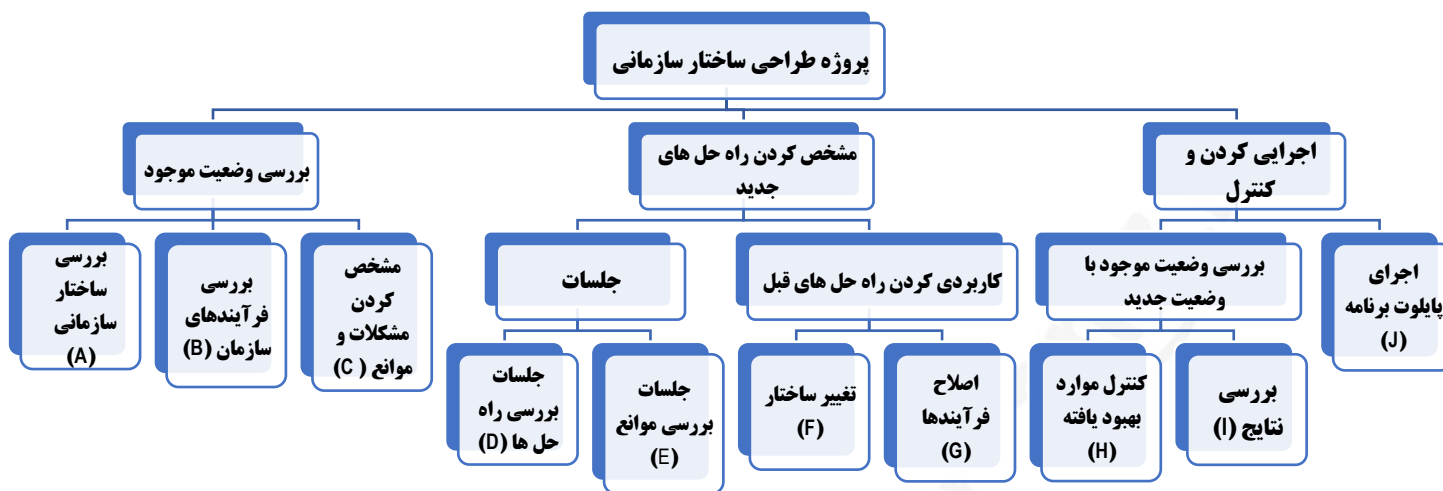 پروژه طراحی ساختار سازمانی
اجرایی کردن و
کنترل
مشخص کردن راه حل های
جدید
بررسی وضعیت موجود
اجرای
پایلوت برنامه
(J)
بررسی وضعیت موجود با
وضعیت جدید
کاربردی کردن راه حل های قبل
جلسات
مشخص
کردن
مشکلات و
موانع ( C)
بررسی
فرآیندهای
سازمان (B)
بررسی
ساختار
سازمانی
(A)
بررسی
نتایج (I)
کنترل موارد
بهبود یافته
(H)
اصلاح
فرآیندها
(G)
تغییر ساختار
(F)
جلسات
بررسی موانع
(E)
جلسات
بررسی راه
حل ها (D)